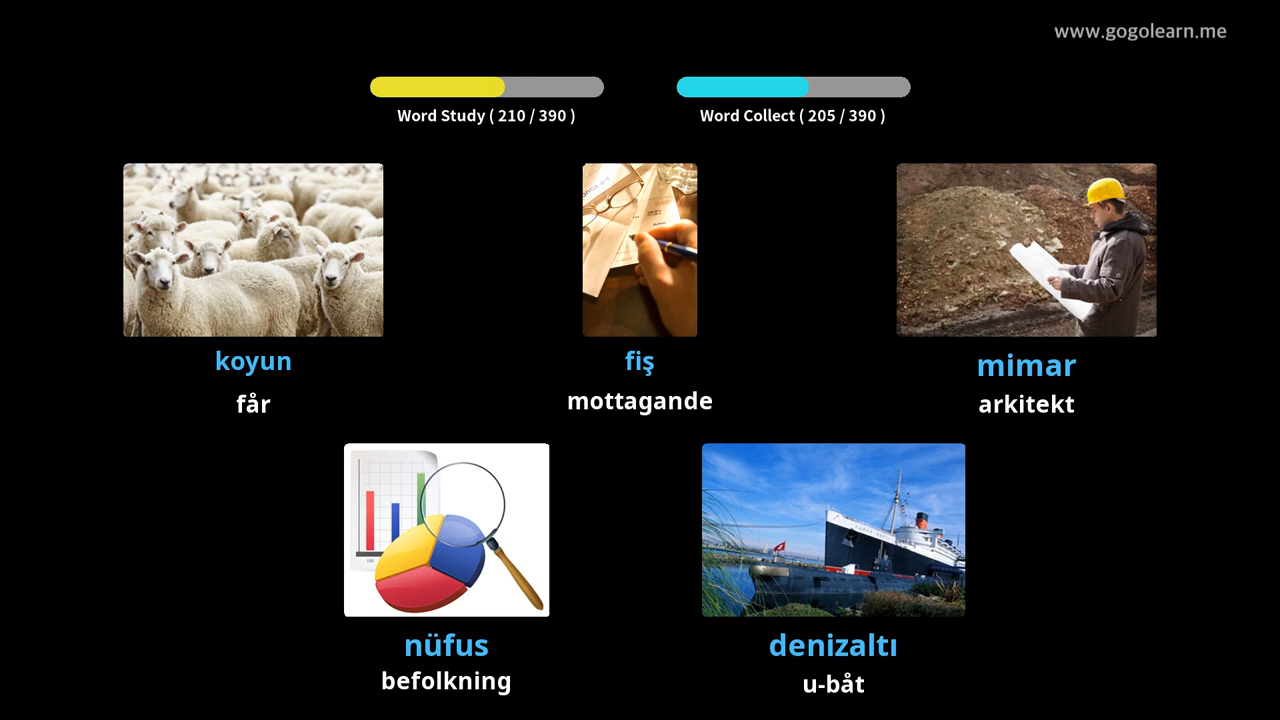 www.gogolearn.me
Word Study ( 210 / 390 )
Word Collect ( 205 / 390 )
koyun
får
fiş
mottagande
mimar
arkitekt
nüfus
befolkning
denizaltı
u-båt